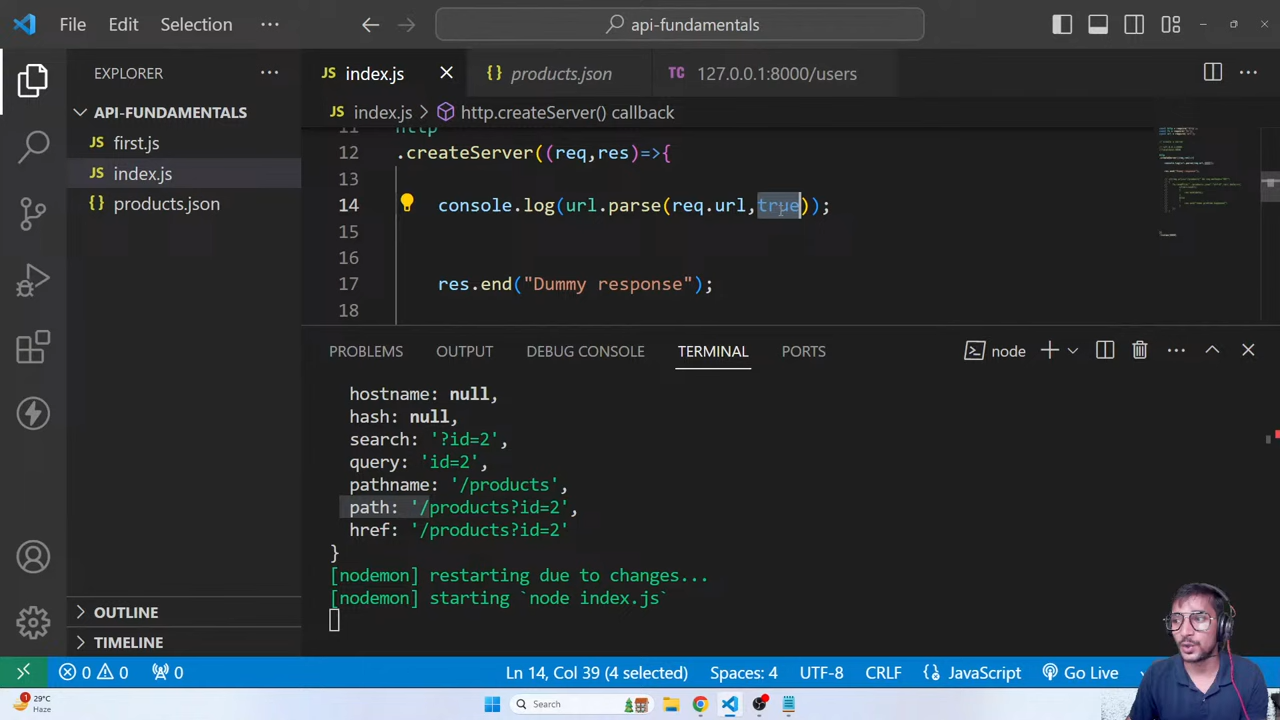 File Edit Selection ··· api-fundamentals
EXPLORER ···
API-FUNDAMENTALS
JS first.js
JS index.js
{} products.json
OUTLINE
TIMELINE
JS index.js {} products.json TC 127.0.0.1:8000/users ···
JS index.js > http.createServer() callback
11 http
12 .createServer((req,res)=>{
13
14 console.log(url.parse(req.url,true));
15
16
17 res.end("Dummy response");
18
PROBLEMS OUTPUT DEBUG CONSOLE TERMINAL PORTS node ···
hostname: null,
hash: null,
search: '?id=2',
query: 'id=2',
pathname: '/products',
path: '/products?id=2',
href: '/products?id=2'
}
[nodemon] restarting due to changes...
[nodemon] starting `node index.js`
0 0 0 Ln 14, Col 39 (4 selected) Spaces: 4 UTF-8 CRLF {} JavaScript Go Live
1 29°C
Haze
Search